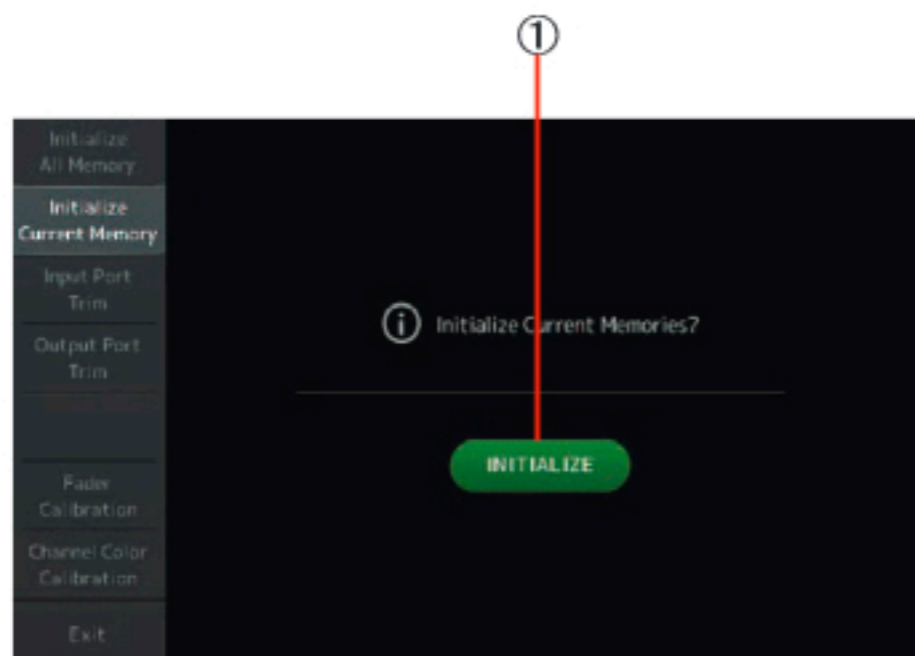 ①
Initialize
All Memory
Initialize
Current Memory
Input Port
Trim
Output Port
Trim
Fader
Calibration
Channel Color
Calibration
Exit
Initialize Current Memories?
INITIALIZE